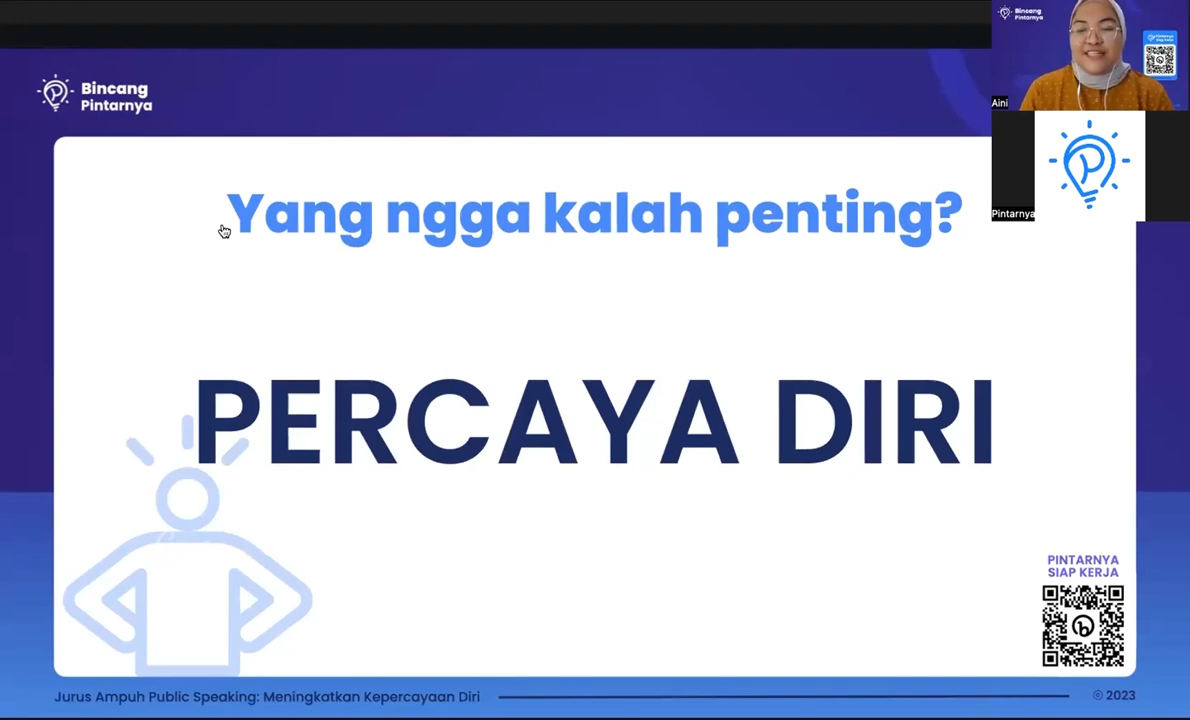 Bincang
Pintarnya
Bincang
Pintarnya
Aini
Pintarnya
Yang ngga kalah penting?
PERCAYA DIRI
PINTARNYA
SIAP KERJA
Jurus Ampuh Public Speaking: Meningkatkan Kepercayaan Diri
© 2023